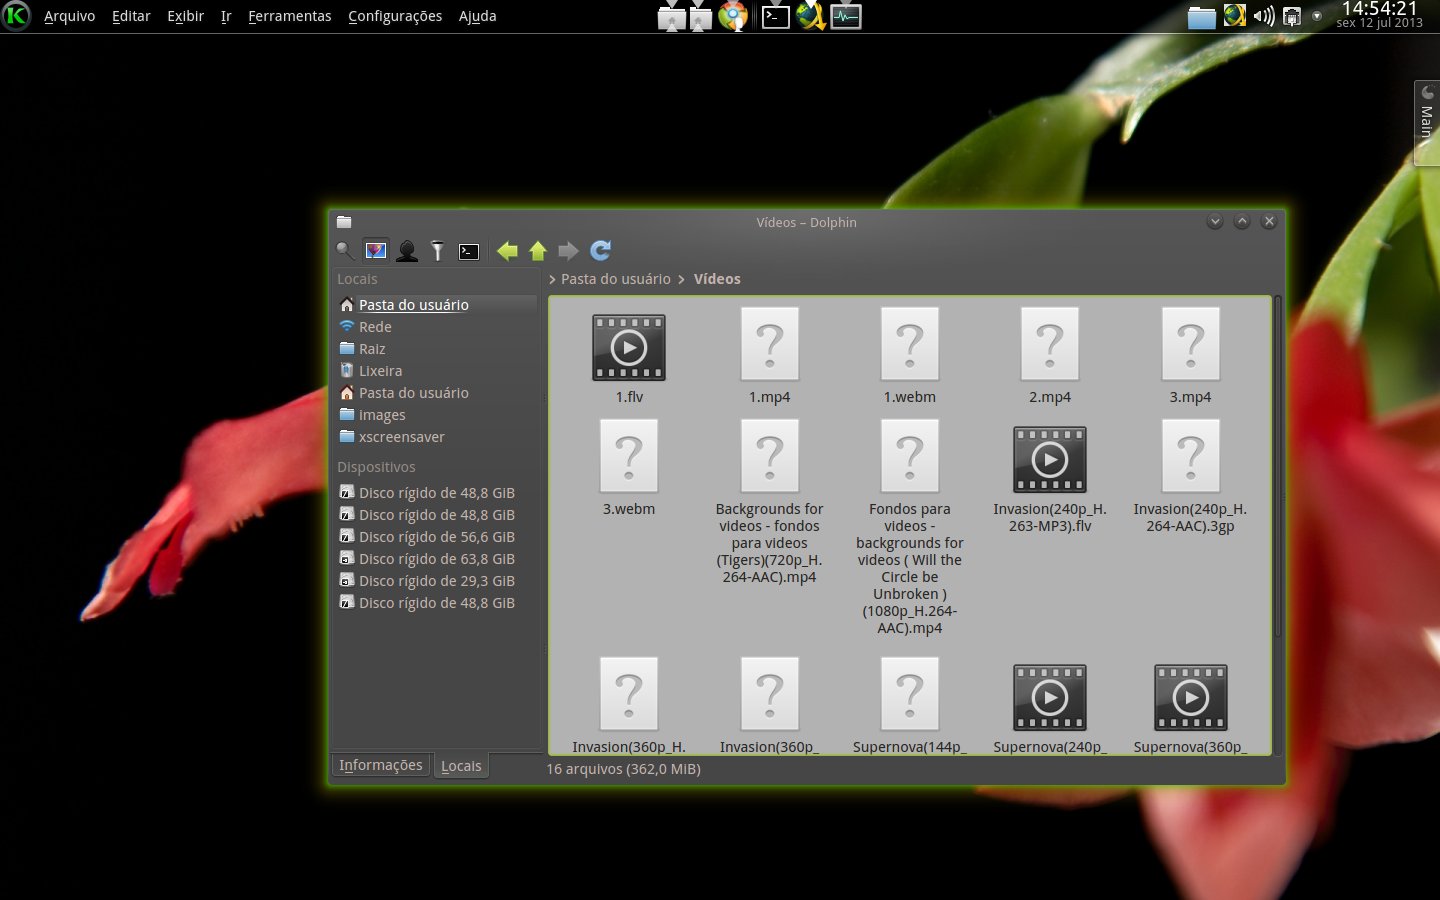 Arquivo Editar Exibir Ir Ferramentas Configurações Ajuda
14:54:21
sex 12 jul 2013
Main
Vídeos – Dolphin
Locais
Pasta do usuário
Rede
Raiz
Lixeira
Pasta do usuário
images
xscreensaver
Dispositivos
Disco rígido de 48,8 GiB
Disco rígido de 48,8 GiB
Disco rígido de 56,6 GiB
Disco rígido de 63,8 GiB
Disco rígido de 29,3 GiB
Disco rígido de 48,8 GiB
Informações Locais
Pasta do usuário Vídeos
1.flv
1.mp4
1.webm
2.mp4
3.mp4
3.webm
Backgrounds for
videos - fondos
para videos
(Tigers)(720p_H.
264-AAC).mp4
Fondos para
videos -
backgrounds for
videos ( Will the
Circle be
Unbroken )
(1080p_H.264-
AAC).mp4
Invasion(240p_H.
263-MP3).flv
Invasion(240p_H.
264-AAC).3gp
Invasion(360p_H.
Invasion(360p_
Supernova(144p_
Supernova(240p_
Supernova(360p_
16 arquivos (362,0 MiB)